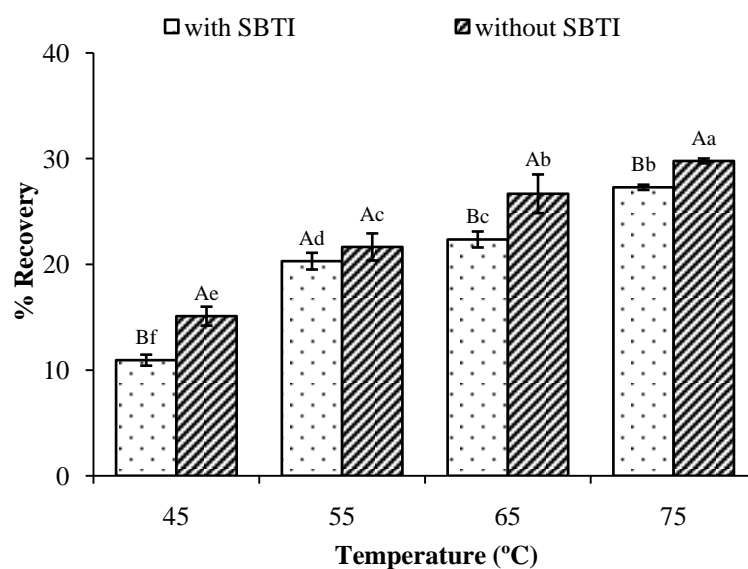 with SBTI without SBTI
40
30
20
10
0
% Recovery
Bf Ae Ad Ac Bc Ab Bb Aa
45 55 65 75
Temperature (ºC)